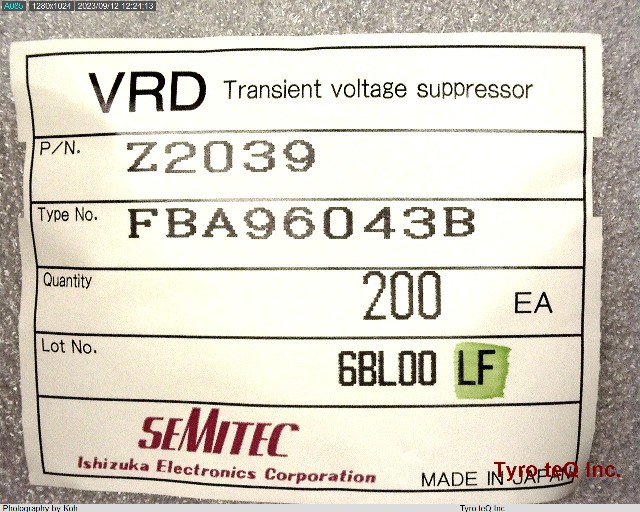 A085 1280x1024 2023/09/12 12:24:13
VRD Transient voltage suppressor
P/N. Z2039
Type No. FBA96043B
Quantity 200 EA
Lot No. 6BL00 LF
SEMITEC
Ishizuka Electronics Corporation
MADE IN JAPAN
Tyro teQ Inc.
Photography by Koh Tyro teQ Inc